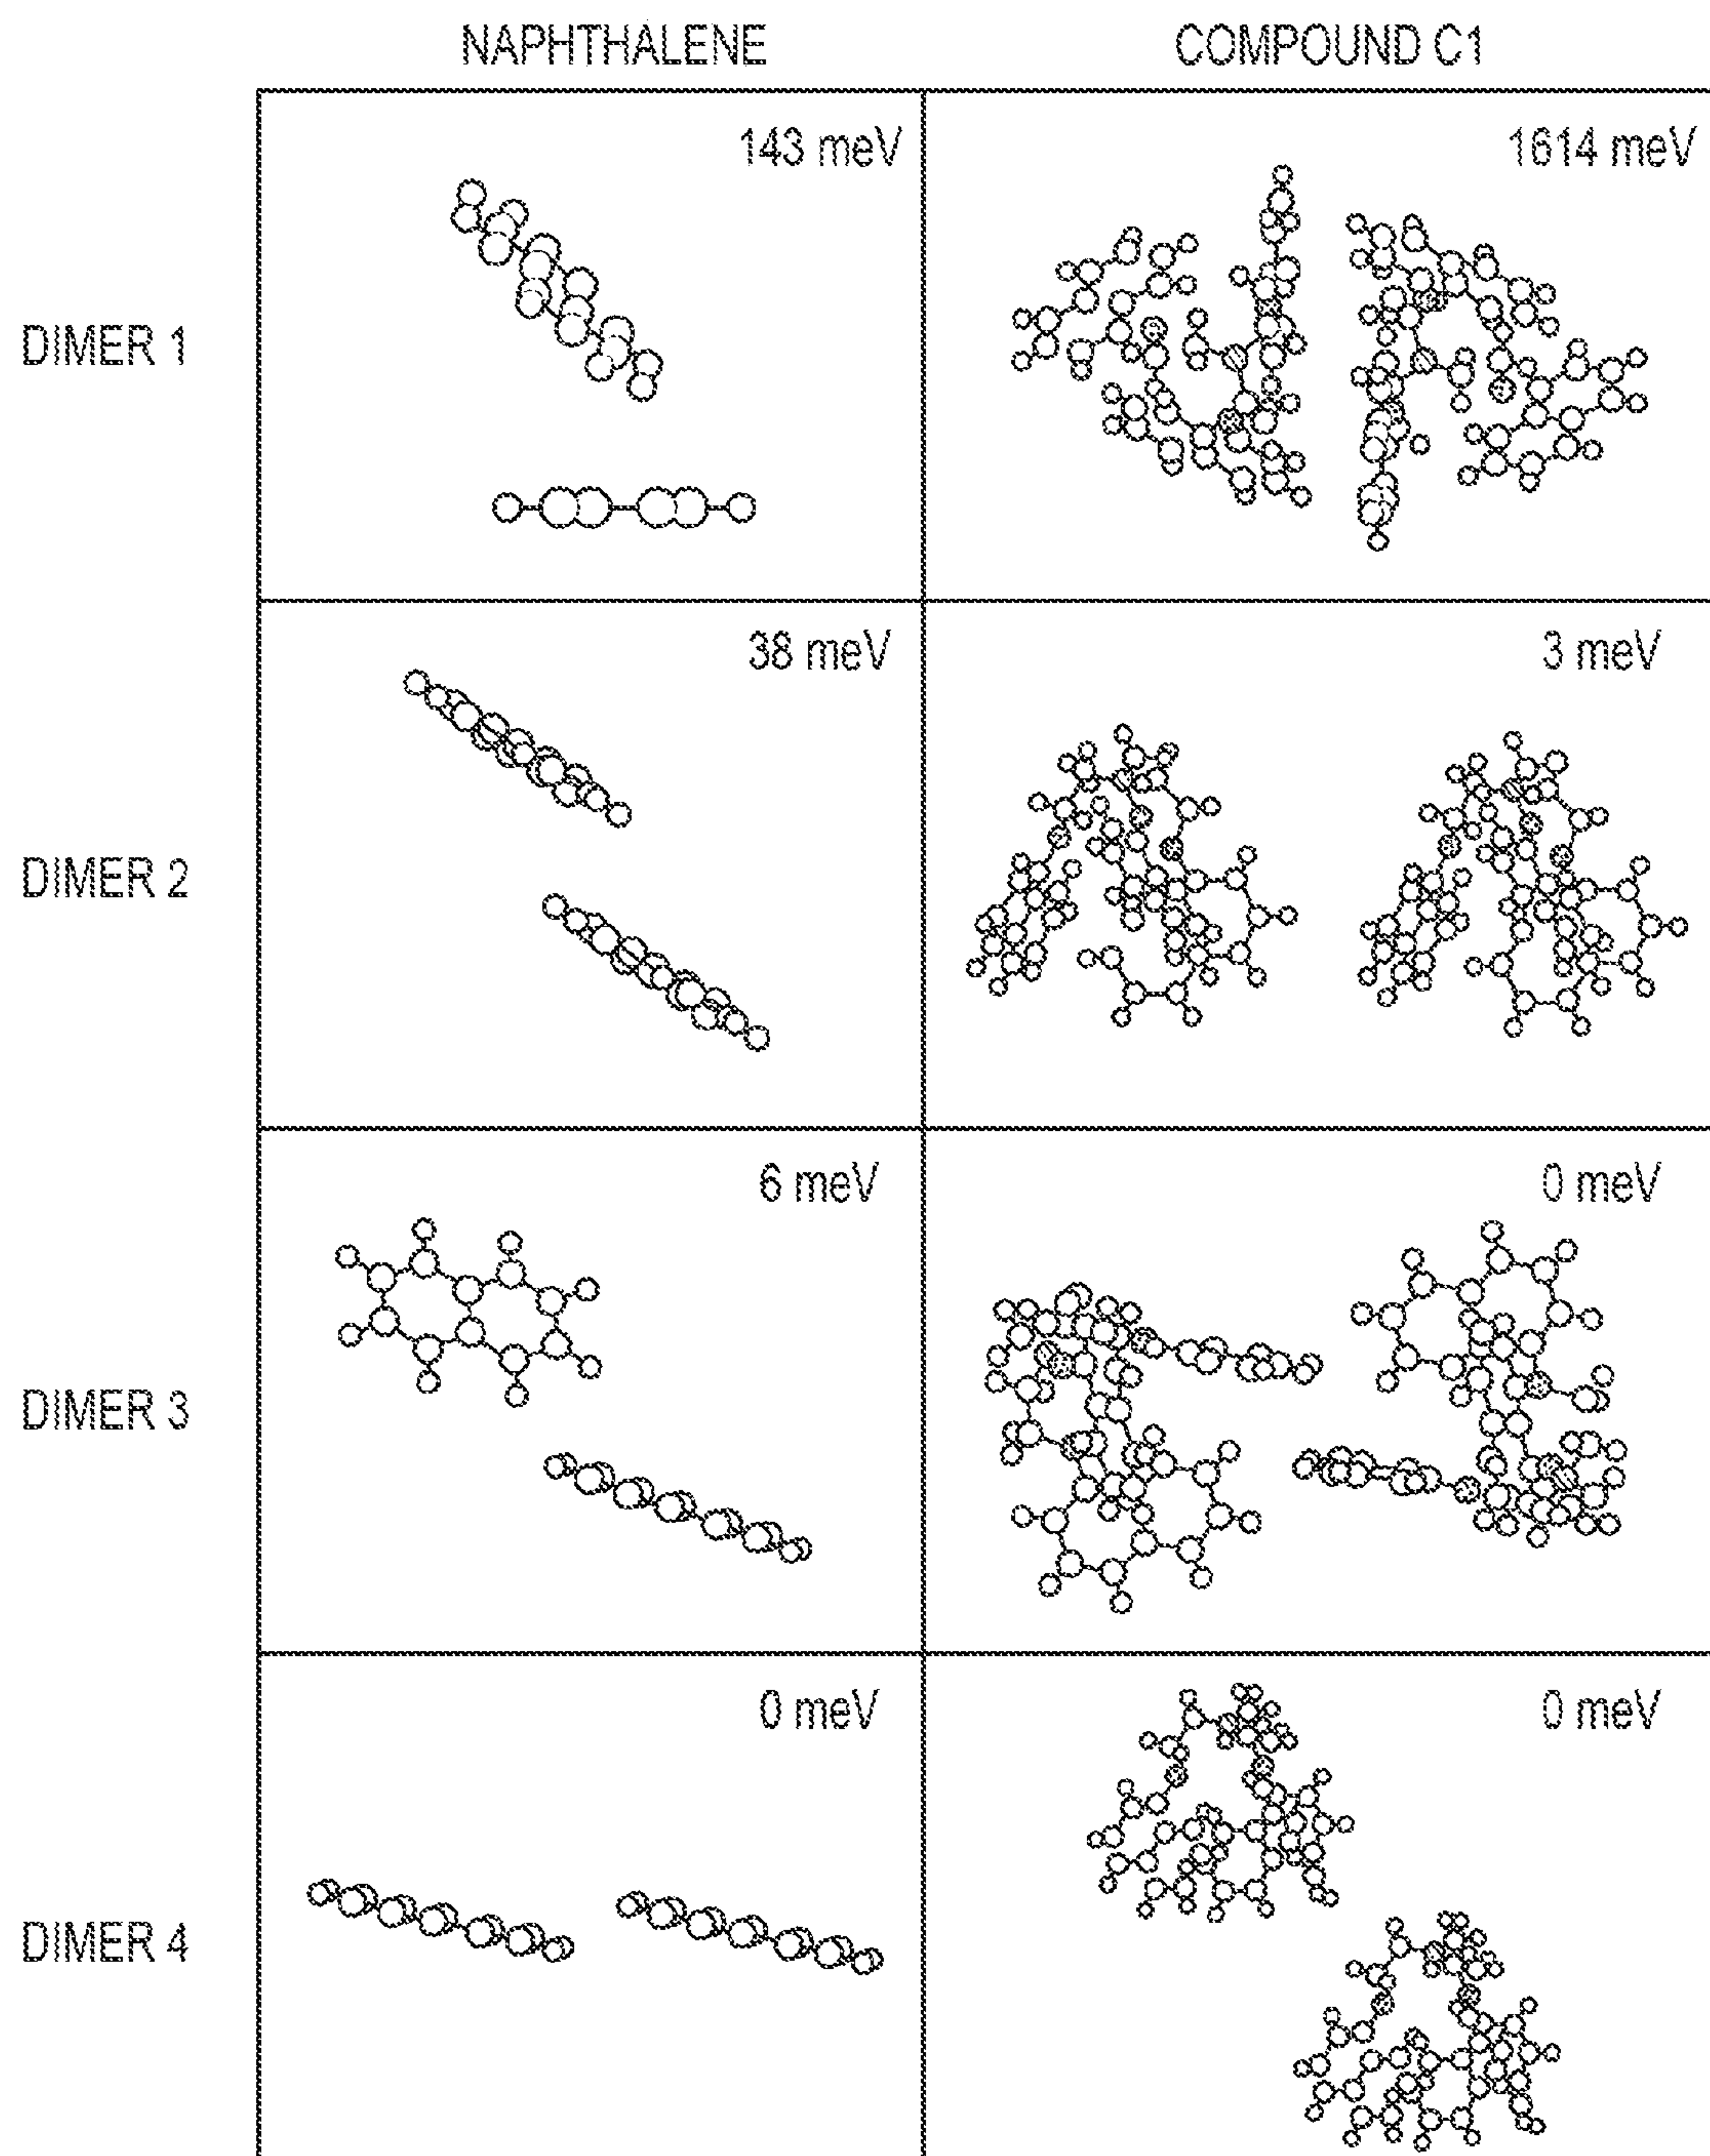 NAPHTHALENE COMPOUND C1
DIMER 1 143 meV 1614 meV
DIMER 2 38 meV 3 meV
DIMER 3 6 meV 0 meV
DIMER 4 0 meV 0 meV